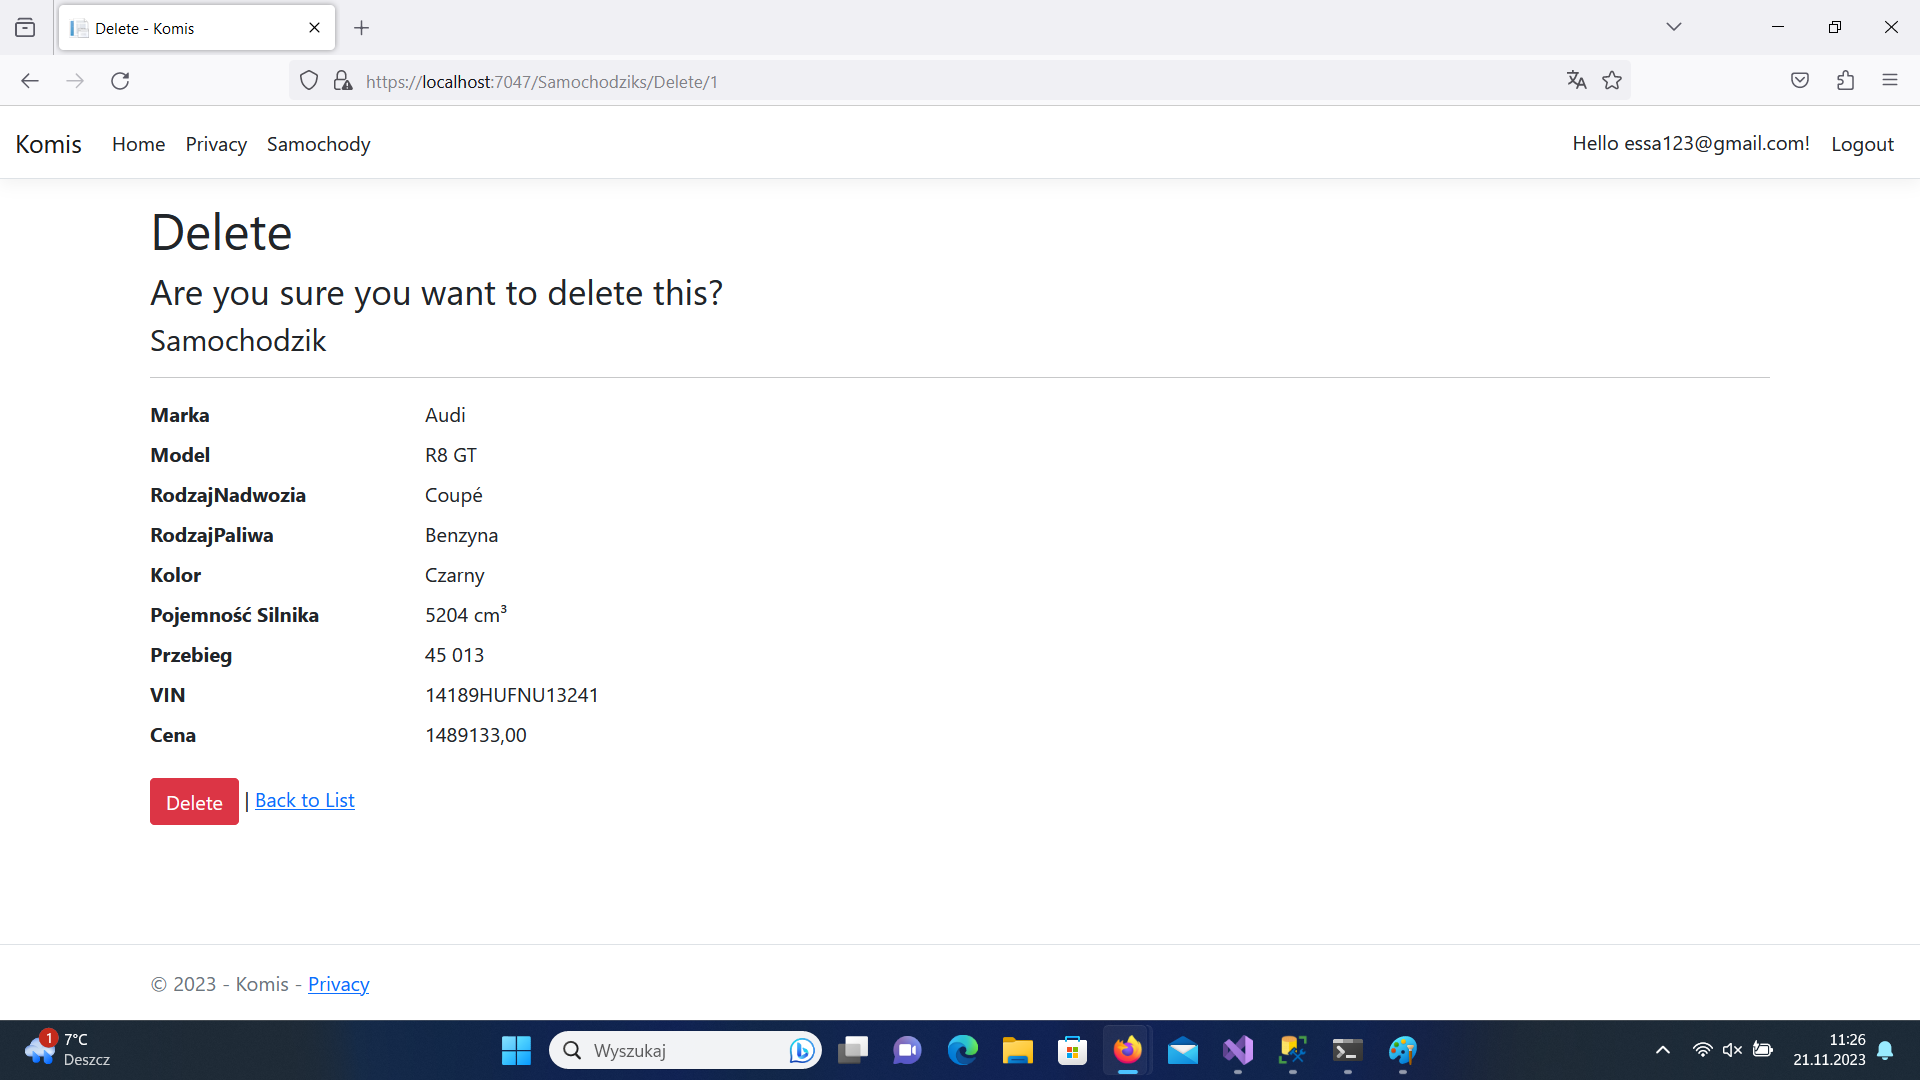 Delete - Komis
https://localhost:7047/Samochodziks/Delete/1
Komis Home Privacy Samochody Hello essa123@gmail.com! Logout
Delete
Are you sure you want to delete this?
Samochodzik
Marka Audi
Model R8 GT
RodzajNadwozia Coupé
RodzajPaliwa Benzyna
Kolor Czarny
Pojemność Silnika 5204 cm³
Przebieg 45 013
VIN 14189HUFNU13241
Cena 1489133,00
Delete | Back to List
© 2023 - Komis - Privacy
1 7°C
Deszcz
Wyszukaj
11:26
21.11.2023